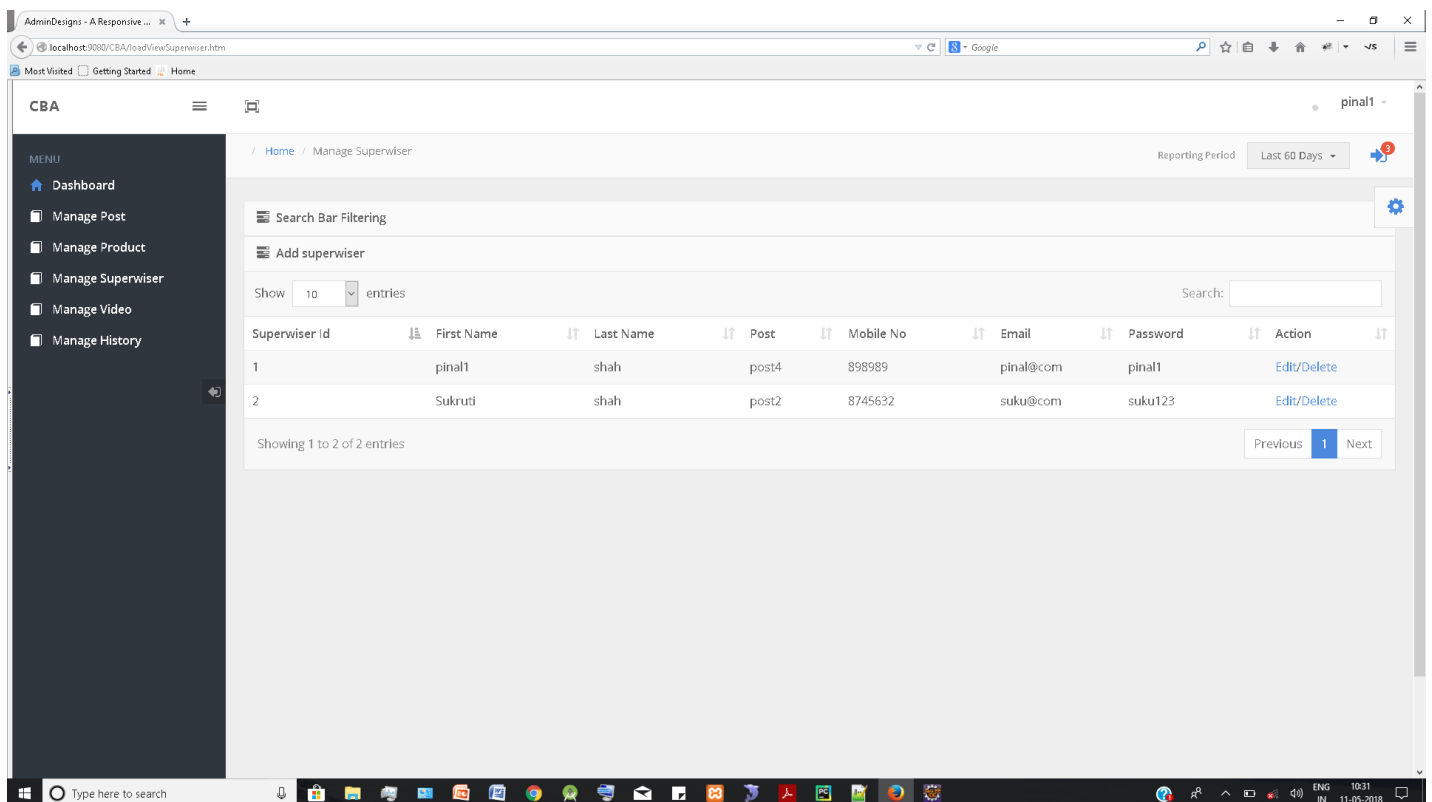 AdminDesigns - A Responsive ...
localhost:9080/CBA/loadViewSuperwiser.htm
Google
Most Visited Getting Started Home
CBA
pinal1
/ Home / Manage Superwiser
Reporting Period Last 60 Days 3
MENU
Dashboard
Manage Post
Manage Product
Manage Superwiser
Manage Video
Manage History
Search Bar Filtering
Add superwiser
Show 10 entries Search:
Superwiser Id First Name Last Name Post Mobile No Email Password Action
1 pinal1 shah post4 898989 pinal@com pinal1 Edit/Delete
2 Sukruti shah post2 8745632 suku@com suku123 Edit/Delete
Showing 1 to 2 of 2 entries Previous 1 Next
Type here to search
ENG 10:31
IN 11-05-2018